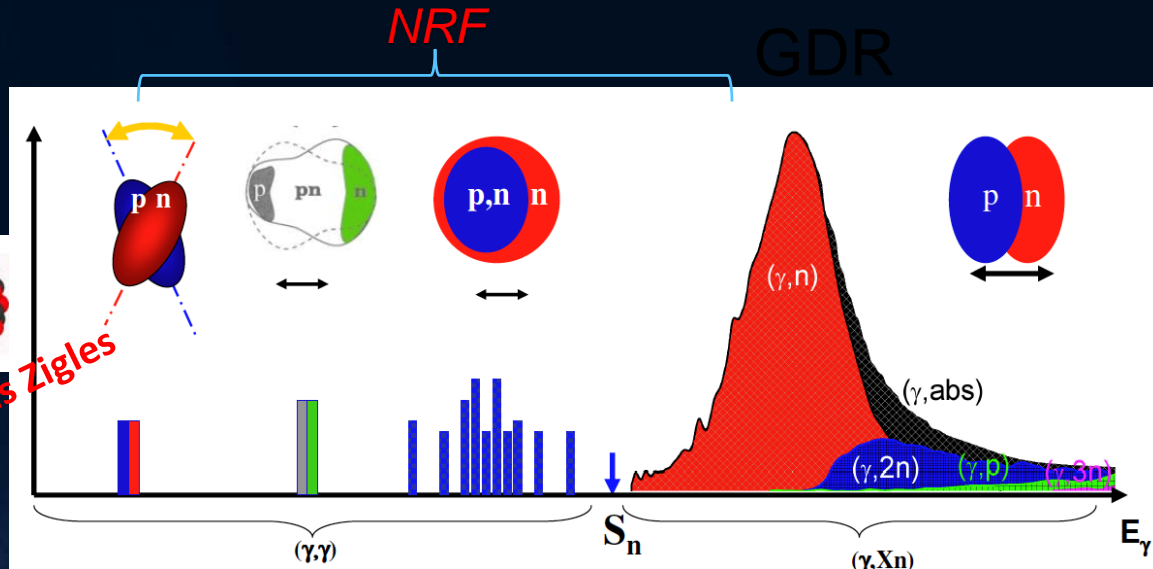 NRF
GDR
p n
p
pn
n
p,n n
p n
(γ,n)
s Zigles
(γ,abs)
(γ,2n)
(γ,p)
(γ,3n)
Sn
Eγ
(γ,γ)
(γ,Xn)